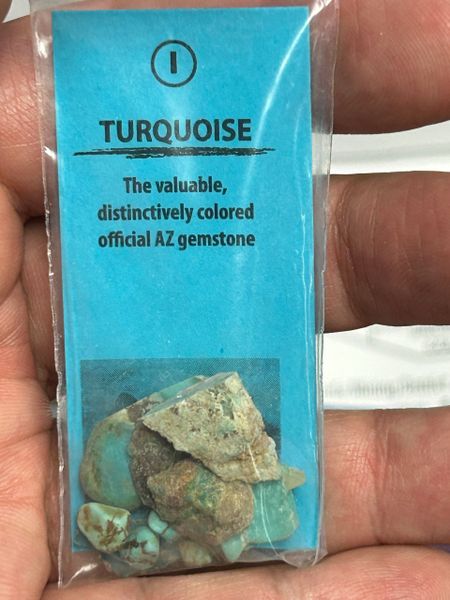 I
TURQUOISE
The valuable,
distinctively colored
official AZ gemstone